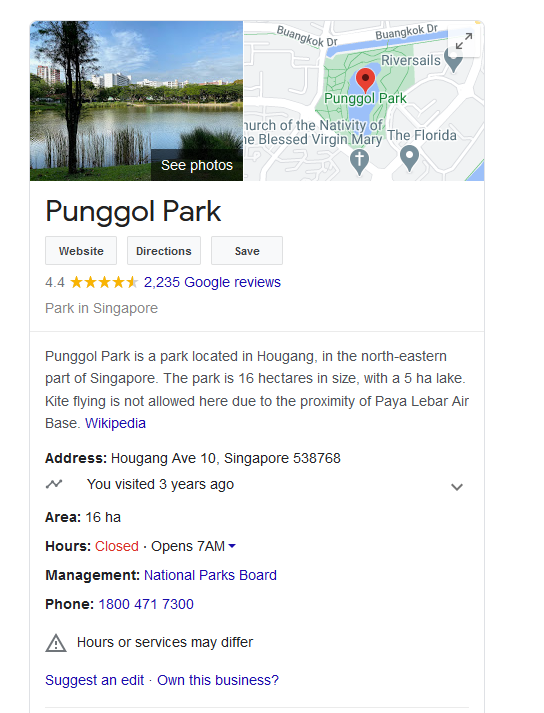 Buangkok Dr
Buangkok Dr
Riversails
Punggol Park
hurch of the Nativity of
he Blessed Virgin Mary
The Florida
See photos
Punggol Park
Website
Directions
Save
4.4 2,235 Google reviews
Park in Singapore
Punggol Park is a park located in Hougang, in the north-eastern
part of Singapore. The park is 16 hectares in size, with a 5 ha lake.
Kite flying is not allowed here due to the proximity of Paya Lebar Air
Base. Wikipedia
Address: Hougang Ave 10, Singapore 538768
You visited 3 years ago
Area: 16 ha
Hours: Closed · Opens 7AM
Management: National Parks Board
Phone: 1800 471 7300
Hours or services may differ
Suggest an edit · Own this business?